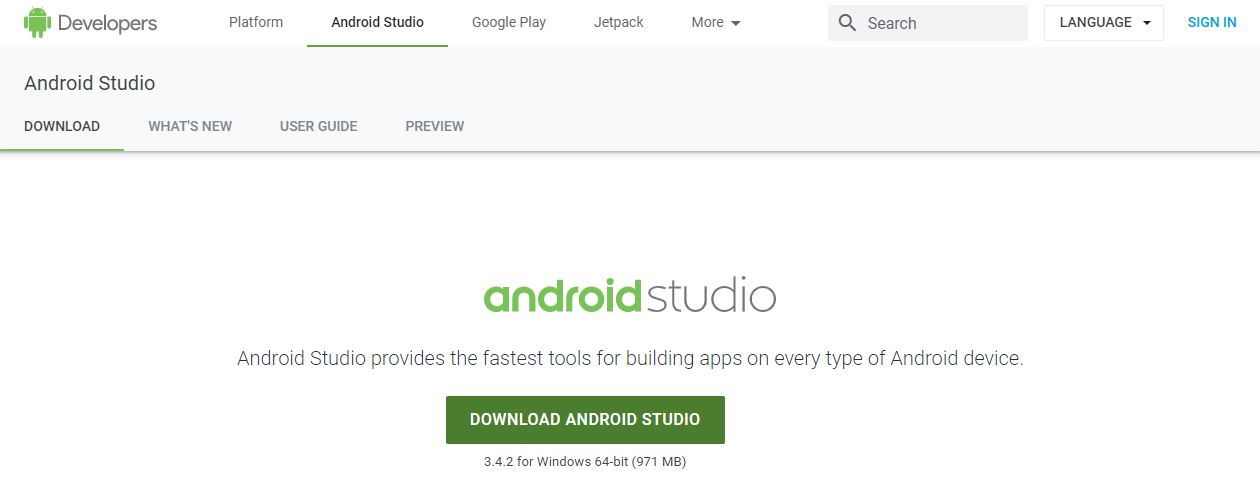 Developers Platform Android Studio Google Play Jetpack More Search LANGUAGE SIGN IN
Android Studio
DOWNLOAD WHAT'S NEW USER GUIDE PREVIEW
androidstudio
Android Studio provides the fastest tools for building apps on every type of Android device.
DOWNLOAD ANDROID STUDIO
3.4.2 for Windows 64-bit (971 MB)